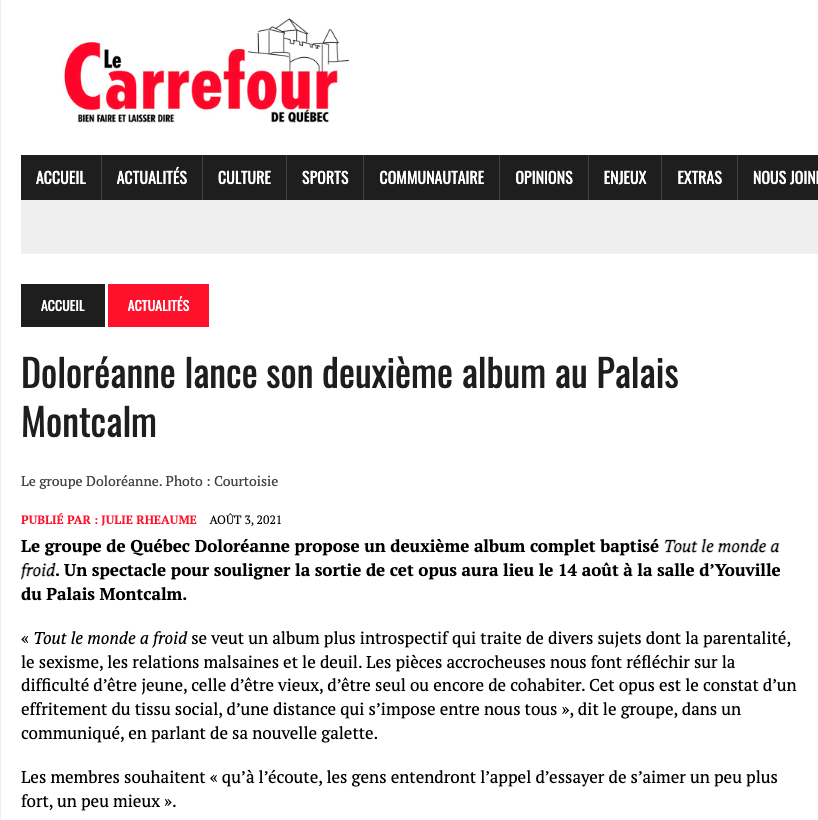 Le
Carrefour
BIEN FAIRE ET LAISSER DIRE
DE QUÉBEC
ACCUEIL ACTUALITÉS CULTURE SPORTS COMMUNAUTAIRE OPINIONS ENJEUX EXTRAS NOUS JOIN
ACCUEIL ACTUALITÉS
Doloréanne lance son deuxième album au Palais
Montcalm
Le groupe Doloréanne. Photo : Courtoisie
PUBLIÉ PAR : JULIE RHEAUME AOÛT 3, 2021
Le groupe de Québec Doloréanne propose un deuxième album complet baptisé Tout le monde a
froid. Un spectacle pour souligner la sortie de cet opus aura lieu le 14 août à la salle d’Youville
du Palais Montcalm.
« Tout le monde a froid se veut un album plus introspectif qui traite de divers sujets dont la parentalité,
le sexisme, les relations malsaines et le deuil. Les pièces accrocheuses nous font réfléchir sur la
difficulté d’être jeune, celle d’être vieux, d’être seul ou encore de cohabiter. Cet opus est le constat d’un
effritement du tissu social, d’une distance qui s’impose entre nous tous », dit le groupe, dans un
communiqué, en parlant de sa nouvelle galette.
Les membres souhaitent « qu’à l’écoute, les gens entendront l’appel d’essayer de s’aimer un peu plus
fort, un peu mieux ».